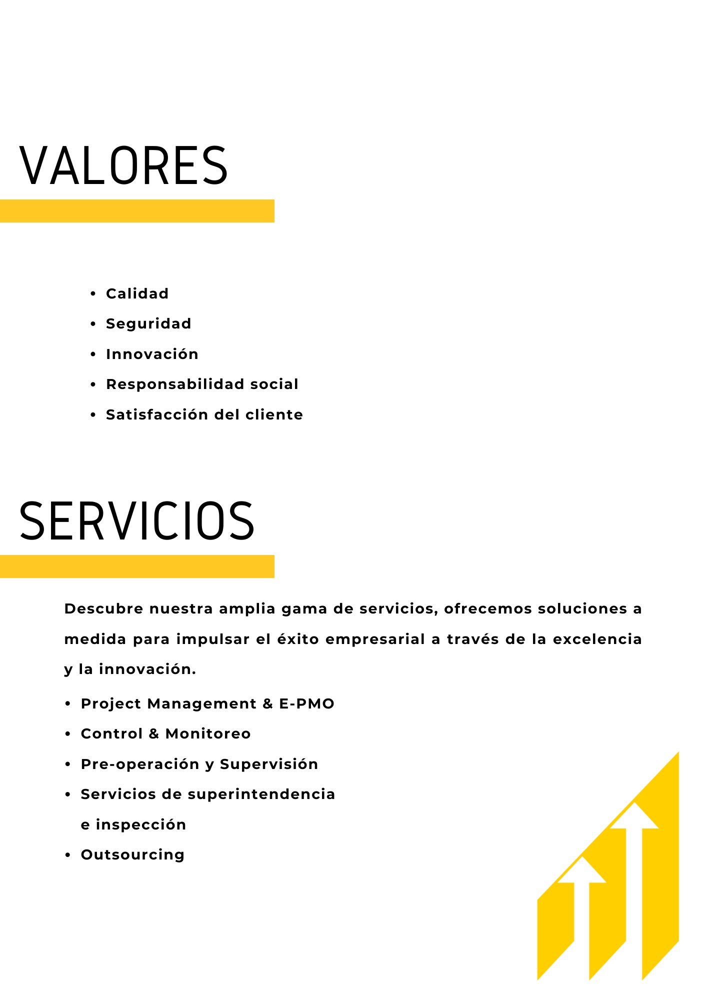 VALORES
• Calidad
• Seguridad
• Innovación
• Responsabilidad social
• Satisfacción del cliente
SERVICIOS
Descubre nuestra amplia gama de servicios, ofrecemos soluciones a
medida para impulsar el éxito empresarial a través de la excelencia
y la innovación.
• Project Management & E-PMO
• Control & Monitoreo
• Pre-operación y Supervisión
• Servicios de superintendencia
e inspección
• Outsourcing